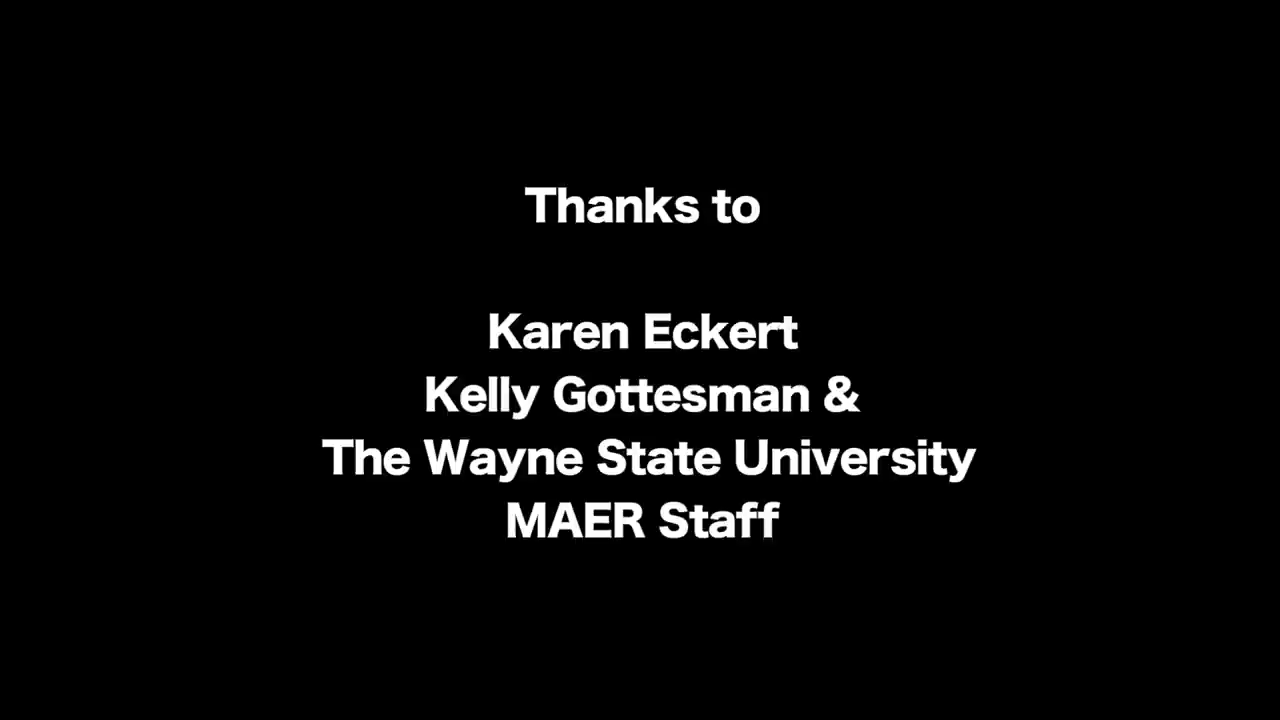 Thanks to
Karen Eckert
Kelly Gottesman &
The Wayne State University
MAER Staff